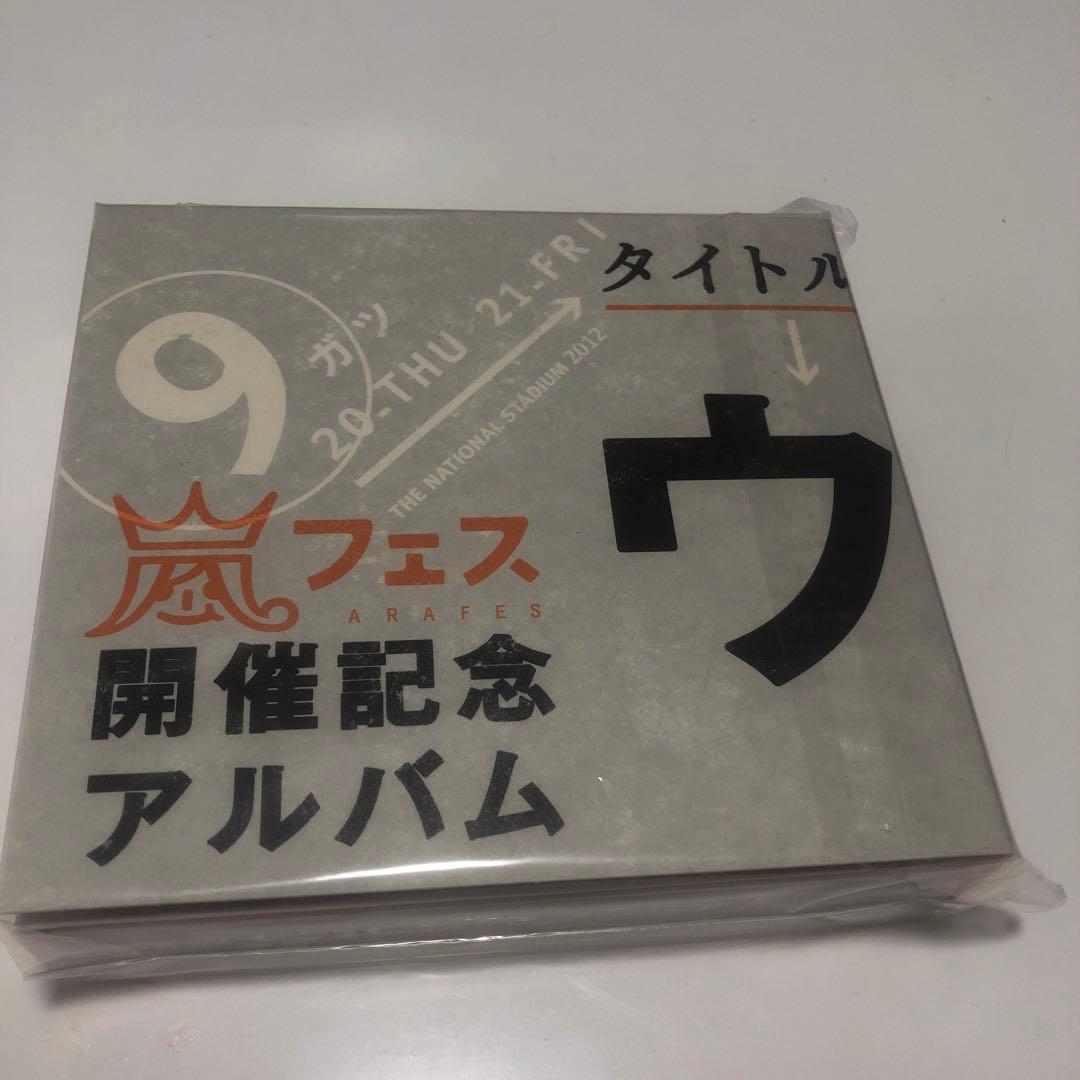 9
ガツ
20-THU 21-FRI
THE NATIONAL STADIUM 2012
嵐フェス
ARAFES
開催記念
アルバム
タイトル
ウ